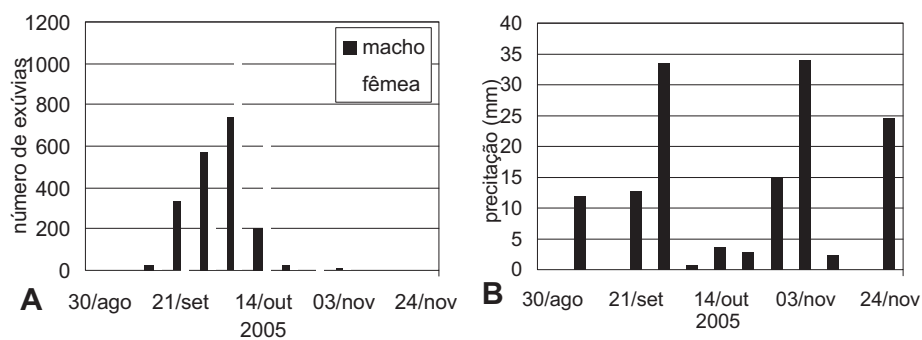 1200
1000
800
600
400
200
0
número de exúvias
macho
fêmea
30/ago
21/set
14/out
03/nov
24/nov
2005
A
40
35
30
25
20
15
10
5
0
precitação (mm)
30/ago
21/set
14/out
03/nov
24/nov
2005
B